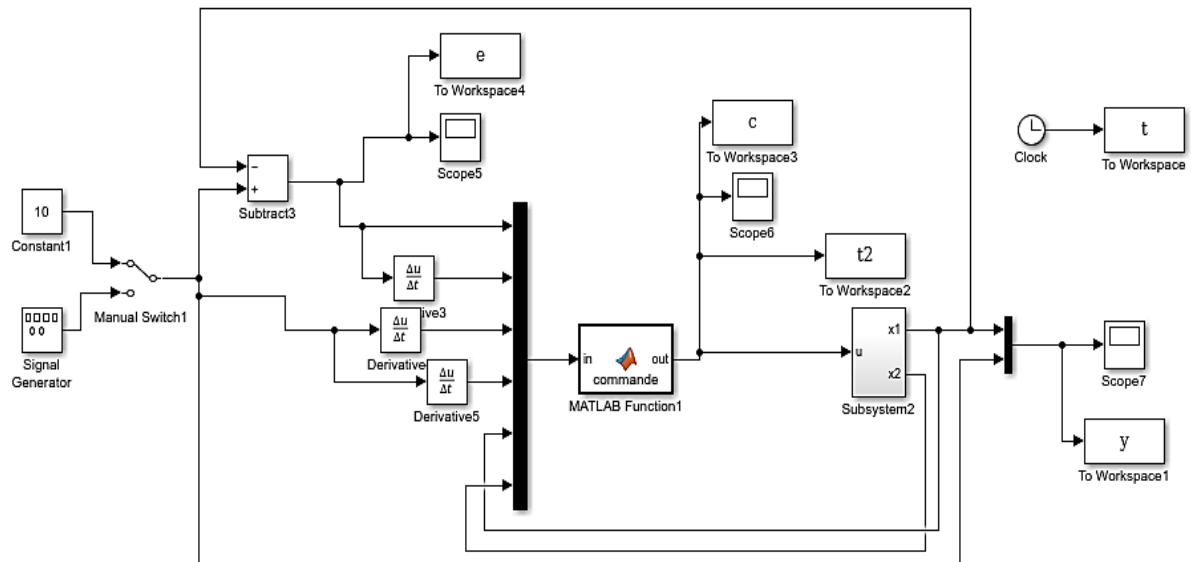 e
To Workspace4
Scope5
−
+
Subtract3
10
Constant1
Manual Switch1
Signal
Generator
Δu
Δt
ive3
Δu
Δt
Derivative
Δu
Δt
Derivative5
in
out
commande
MATLAB Function1
c
To Workspace3
Scope6
t2
To Workspace2
u
x1
x2
Subsystem2
Clock
t
To Workspace
Scope7
y
To Workspace1